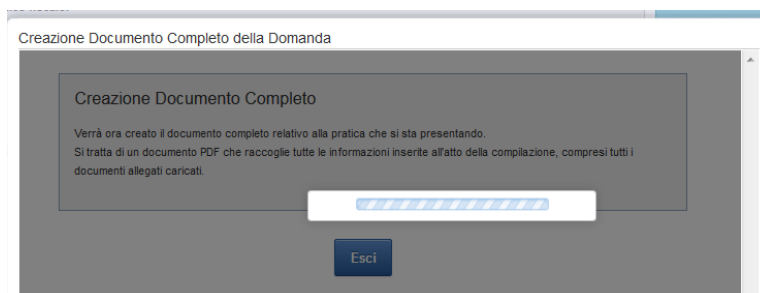 Creazione Documento Completo della Domanda
Creazione Documento Completo
Verrà ora creato il documento completo relativo alla pratica che si sta presentando.
Si tratta di un documento PDF che raccoglie tutte le informazioni inserite all'atto della compilazione, compresi tutti i
documenti allegati caricati.
Esci